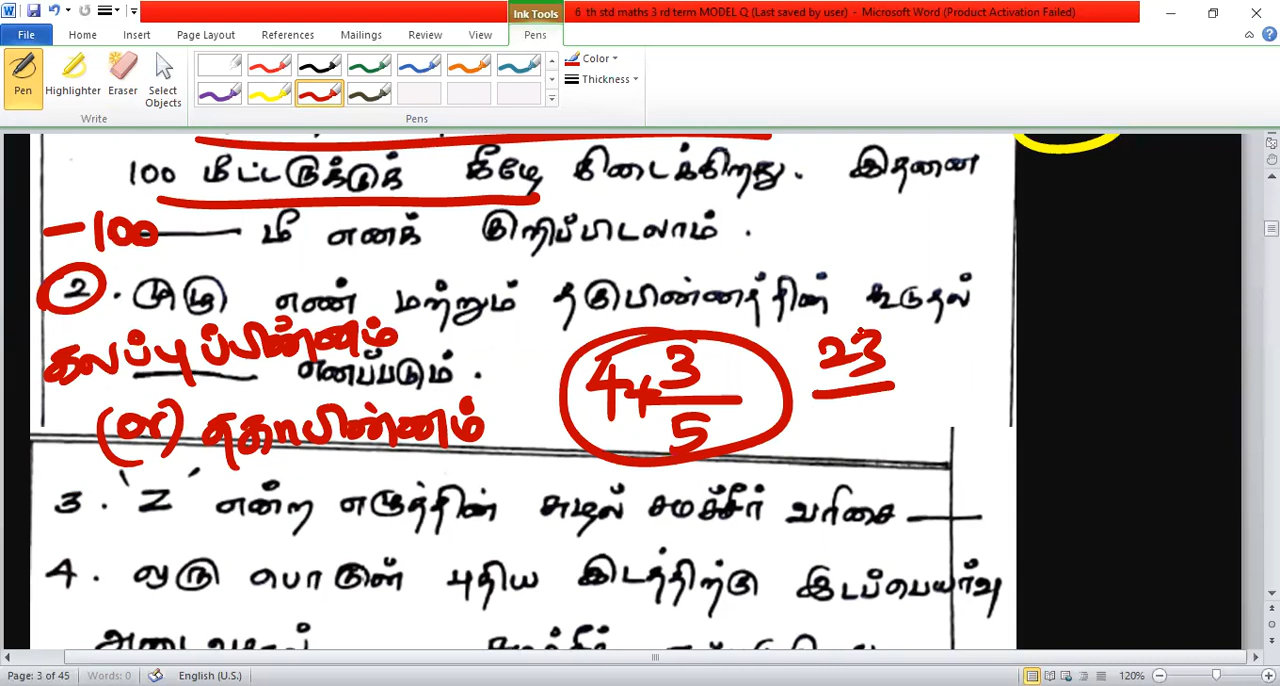 6 th std maths 3 rd term MODEL Q (Last saved by user) - Microsoft Word (Product Activation Failed)
Ink Tools
File Home Insert Page Layout References Mailings Review View Pens
Pen Highlighter Eraser Select Objects
Color
Thickness
Write Pens
100 மீட்டருக்குக் கீழே கிடைக்கிறது. இதனை
-100 மீ எனக் குறிப்பிடலாம்.
2. முழு எண் மற்றும் தகுபின்னத்தின் கூடுதல்
கலப்புப்பின்னம் எனப்படும். 4+3/5 23
(or) தகாபின்னம்
3. 'Z' என்ற எழுத்தின் சுழல் சமச்சீர் வரிசை
4. ஒரு பொருள் புதிய இடத்திற்கு இடப்பெயர்வு
Page: 3 of 45 Words: 0 English (U.S.) 120%